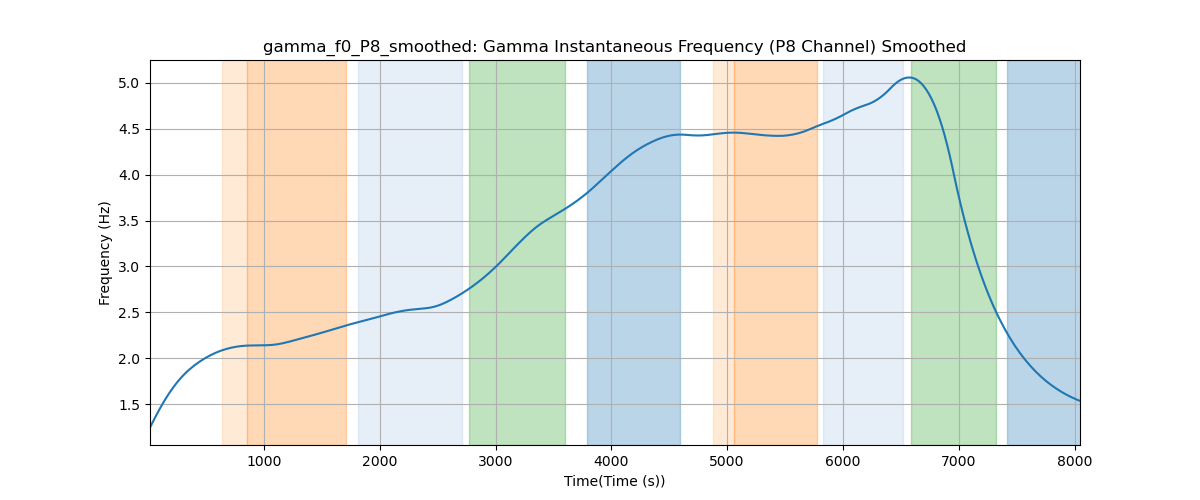 gamma_f0_P8_smoothed: Gamma Instantaneous Frequency (P8 Channel) Smoothed
5.0
4.5
4.0
3.5
3.0
2.5
2.0
1.5
Frequency (Hz)
1000 2000 3000 4000 5000 6000 7000 8000
Time(Time (s))